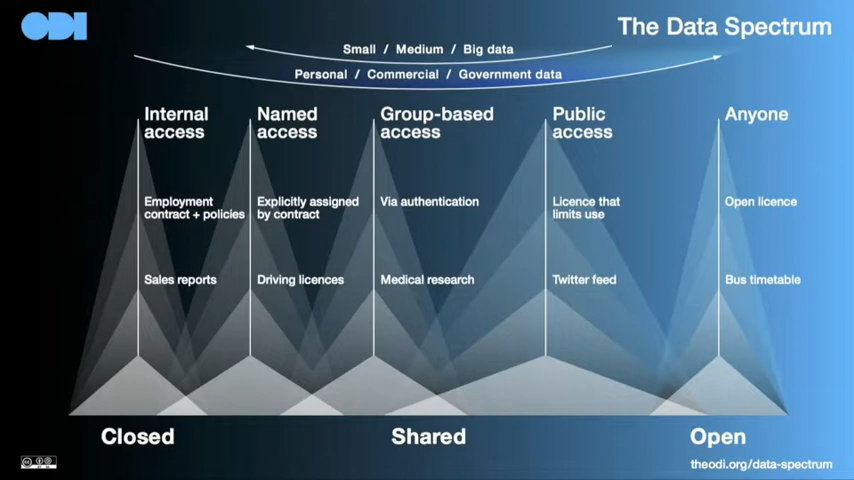 ODI
The Data Spectrum
Small / Medium / Big data
Personal / Commercial / Government data
Internal
access
Named
access
Group-based
access
Public
access
Anyone
Employment
contract + policies
Explicitly assigned
by contract
Via authentication
Licence that
limits use
Open licence
Sales reports
Driving licences
Medical research
Twitter feed
Bus timetable
Closed
Shared
Open
theodi.org/data-spectrum